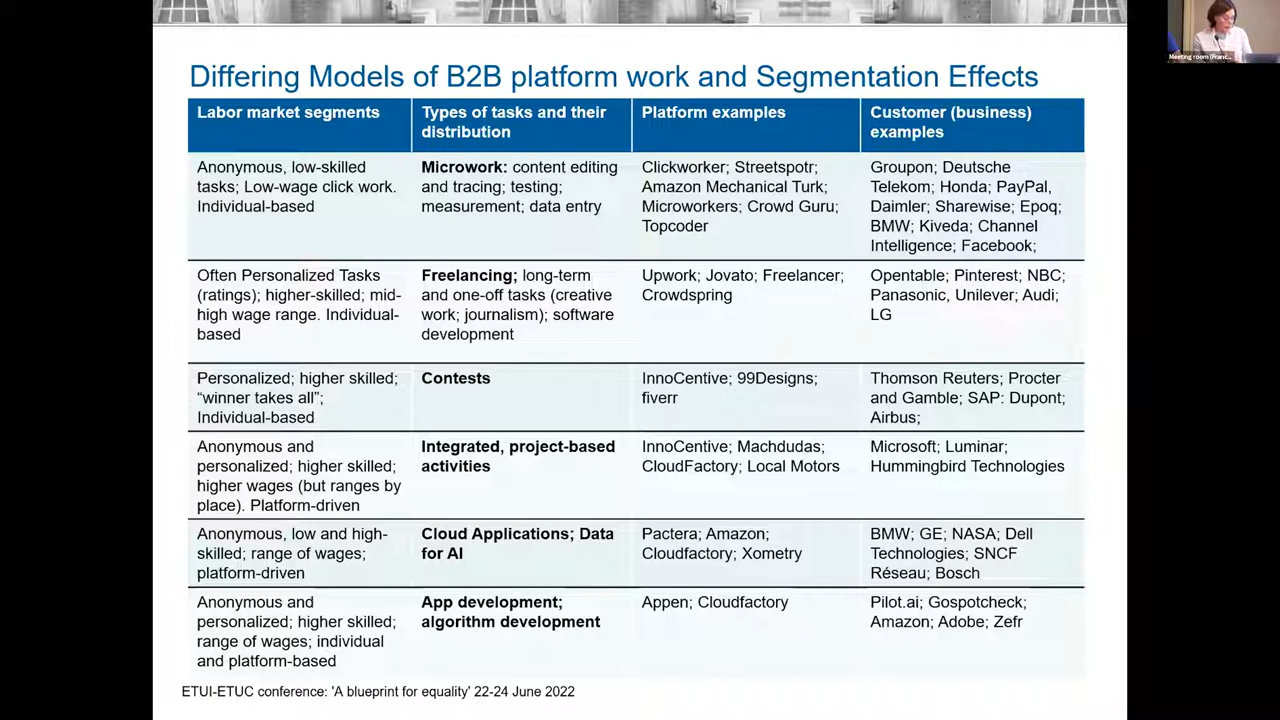 Differing Models of B2B platform work and Segmentation Effects
Labor market segments
Types of tasks and their
distribution
Platform examples
Customer (business)
examples
Anonymous, low-skilled
tasks; Low-wage click work.
Individual-based
Microwork: content editing
and tracing; testing;
measurement; data entry
Clickworker; Streetspotr;
Amazon Mechanical Turk;
Microworkers; Crowd Guru;
Topcoder
Groupon; Deutsche
Telekom; Honda; PayPal,
Daimler; Sharewise; Epoq;
BMW; Kiveda; Channel
Intelligence; Facebook;
Often Personalized Tasks
(ratings); higher-skilled; mid-
high wage range. Individual-
based
Freelancing; long-term
and one-off tasks (creative
work; journalism); software
development
Upwork; Jovato; Freelancer;
Crowdspring
Opentable; Pinterest; NBC;
Panasonic, Unilever; Audi;
LG
Personalized; higher skilled;
“winner takes all”;
Individual-based
Contests
InnoCentive; 99Designs;
fiverr
Thomson Reuters; Procter
and Gamble; SAP: Dupont;
Airbus;
Anonymous and
personalized; higher skilled;
higher wages (but ranges by
place). Platform-driven
Integrated, project-based
activities
InnoCentive; Machdudas;
CloudFactory; Local Motors
Microsoft; Luminar;
Hummingbird Technologies
Anonymous, low and high-
skilled; range of wages;
platform-driven
Cloud Applications; Data
for AI
Pactera; Amazon;
Cloudfactory; Xometry
BMW; GE; NASA; Dell
Technologies; SNCF
Réseau; Bosch
Anonymous and
personalized; higher skilled;
range of wages; individual
and platform-based
App development;
algorithm development
Appen; Cloudfactory
Pilot.ai; Gospotcheck;
Amazon; Adobe; Zefr
ETUI-ETUC conference: 'A blueprint for equality' 22-24 June 2022
Meeting room (Franc...